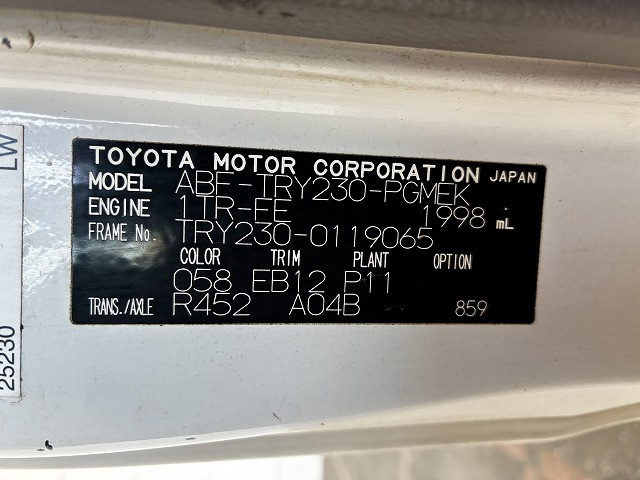 TOYOTA MOTOR CORPORATION JAPAN
MODEL ABF-TRY230-PGMEK
ENGINE 1TR-FE 1998 mL
FRAME No. TRY230-0119065
COLOR TRIM PLANT OPTION
058 EB12 P11
TRANS./AXLE R452 A04B 859
LW
25230